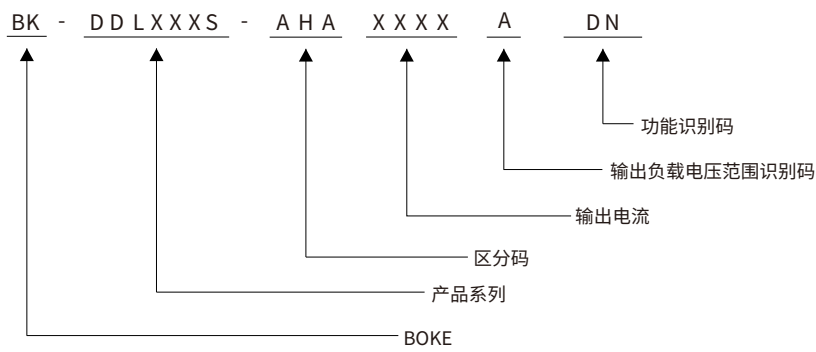 BK - DDLXXXS - AHA XXXX A DN
功能识别码
输出负载电压范围识别码
输出电流
区分码
产品系列
BOKE